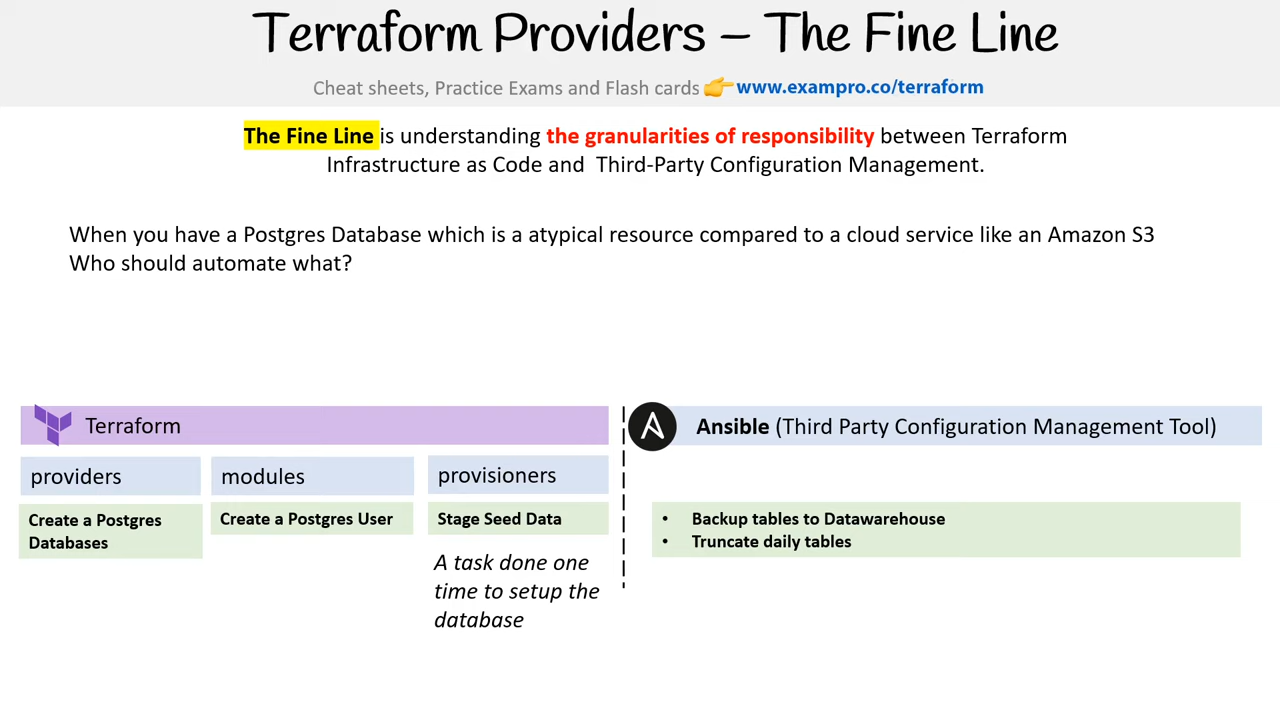 Terraform Providers – The Fine Line
Cheat sheets, Practice Exams and Flash cards 👉 www.exampro.co/terraform
The Fine Line is understanding the granularities of responsibility between Terraform
Infrastructure as Code and  Third-Party Configuration Management.
When you have a Postgres Database which is a atypical resource compared to a cloud service like an Amazon S3
Who should automate what?
Terraform
providers
modules
provisioners
Create a Postgres
Databases
Create a Postgres User
Stage Seed Data
A task done one
time to setup the
database
Ansible (Third Party Configuration Management Tool)
• Backup tables to Datawarehouse
• Truncate daily tables